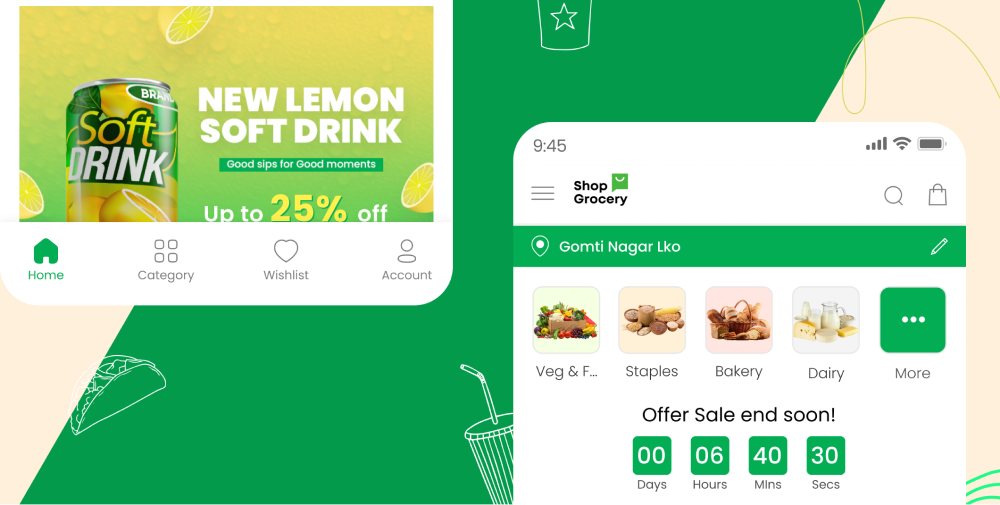 BRAN
Soft
DRINK
NEW LEMON
SOFT DRINK
Good sips for Good moments
Up to 25% off
Home
Category
Wishlist
Account
9:45
Shop
Grocery
Gomti Nagar Lko
Veg & F...
Staples
Bakery
Dairy
More
Offer Sale end soon!
00
06
40
30
Days
Hours
MIns
Secs